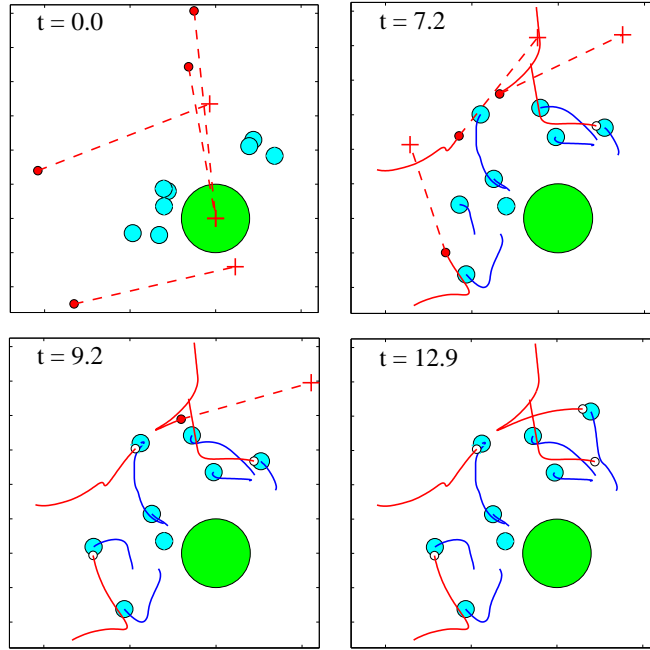 t = 0.0
t = 7.2
t = 9.2
t = 12.9